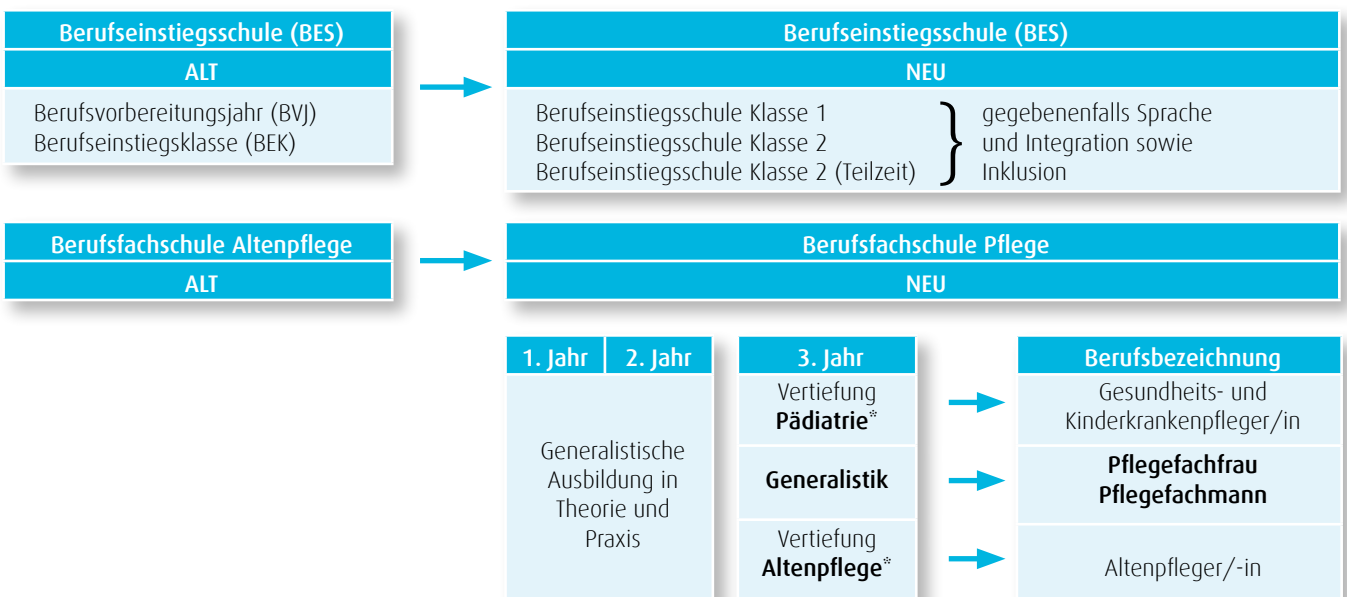 Berufseinstiegsschule (BES)
ALT
Berufsvorbereitungsjahr (BVJ)
Berufseinstiegsklasse (BEK)
Berufseinstiegsschule (BES)
NEU
Berufseinstiegsschule Klasse 1
Berufseinstiegsschule Klasse 2
Berufseinstiegsschule Klasse 2 (Teilzeit)
gegebenenfalls Sprache
und Integration sowie
Inklusion
Berufsfachschule Altenpflege
ALT
Berufsfachschule Pflege
NEU
1. Jahr
2. Jahr
Generalistische
Ausbildung in
Theorie und
Praxis
3. Jahr
Vertiefung
Pädiatrie*
Generalistik
Vertiefung
Altenpflege*
Berufsbezeichnung
Gesundheits- und
Kinderkrankenpfleger/in
Pflegefachfrau
Pflegefachmann
Altenpfleger/-in